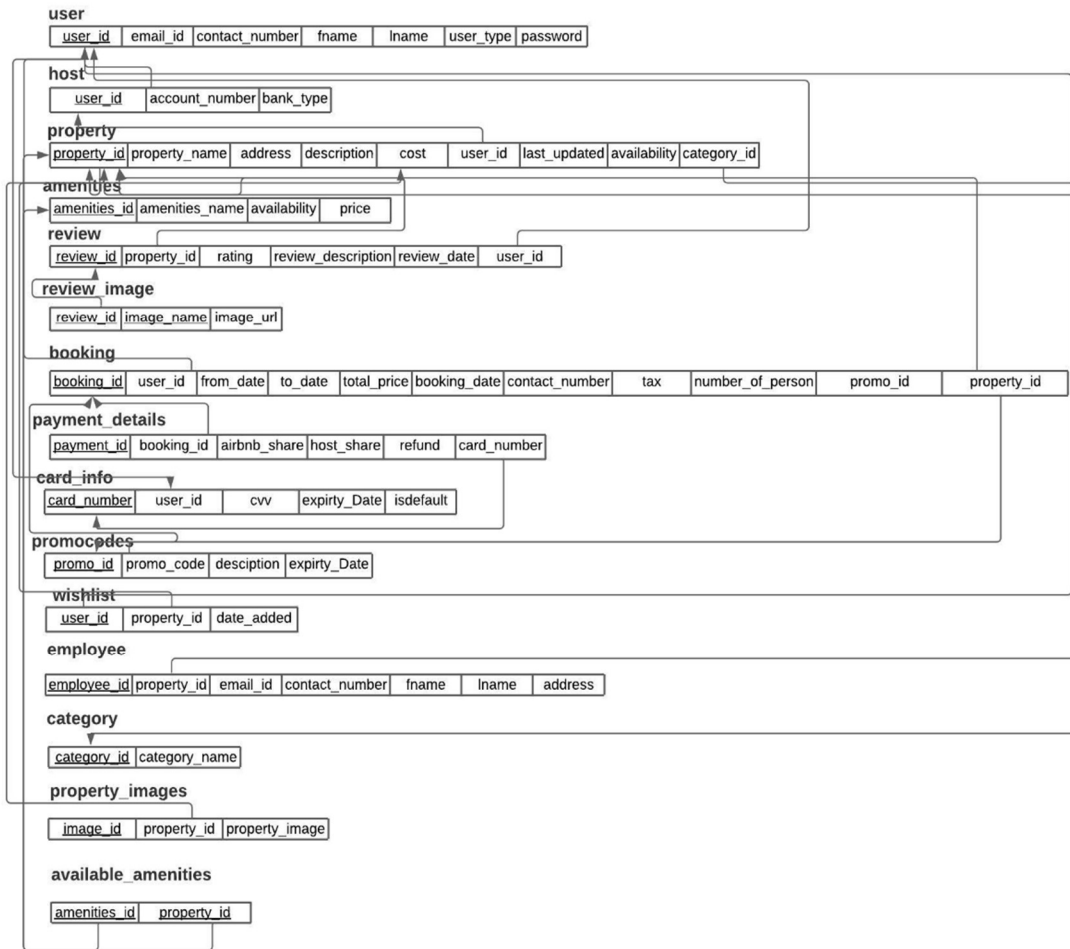 user
user_id email_id contact_number fname lname user_type password
host
user_id account_number bank_type
property
property_id property_name address description cost user_id last_updated availability category_id
amenities
amenities_id amenities_name availability price
review
review_id property_id rating review_description review_date user_id
review_image
review_id image_name image_url
booking
booking_id user_id from_date to_date total_price booking_date contact_number tax number_of_person promo_id property_id
payment_details
payment_id booking_id airbnb_share host_share refund card_number
card_info
card_number user_id cvv expirty_Date isdefault
promocodes
promo_id promo_code desciption expirty_Date
wishlist
user_id property_id date_added
employee
employee_id property_id email_id contact_number fname lname address
category
category_id category_name
property_images
image_id property_id property_image
available_amenities
amenities_id property_id